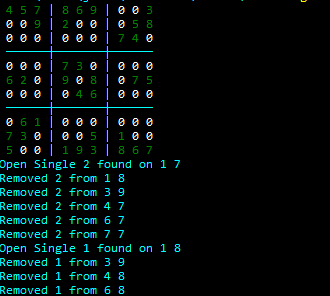 4 5 7 | 8 6 9 | 0 0 3
0 0 9 | 2 0 0 | 0 5 8
0 0 0 | 0 0 0 | 7 4 0
0 0 0 | 7 3 0 | 0 0 0
6 2 0 | 9 0 8 | 0 7 5
0 0 0 | 0 4 6 | 0 0 0
0 6 1 | 0 0 0 | 0 0 0
7 3 0 | 0 0 5 | 1 0 0
0 0 0 | 1 9 3 | 8 6 7
Open Single 2 found on 1 7
Removed 2 from 1 8
Removed 2 from 3 9
Removed 2 from 4 7
Removed 2 from 6 7
Removed 2 from 7 7
Open Single 1 found on 1 8
Removed 1 from 3 9
Removed 1 from 4 8
Removed 1 from 6 8